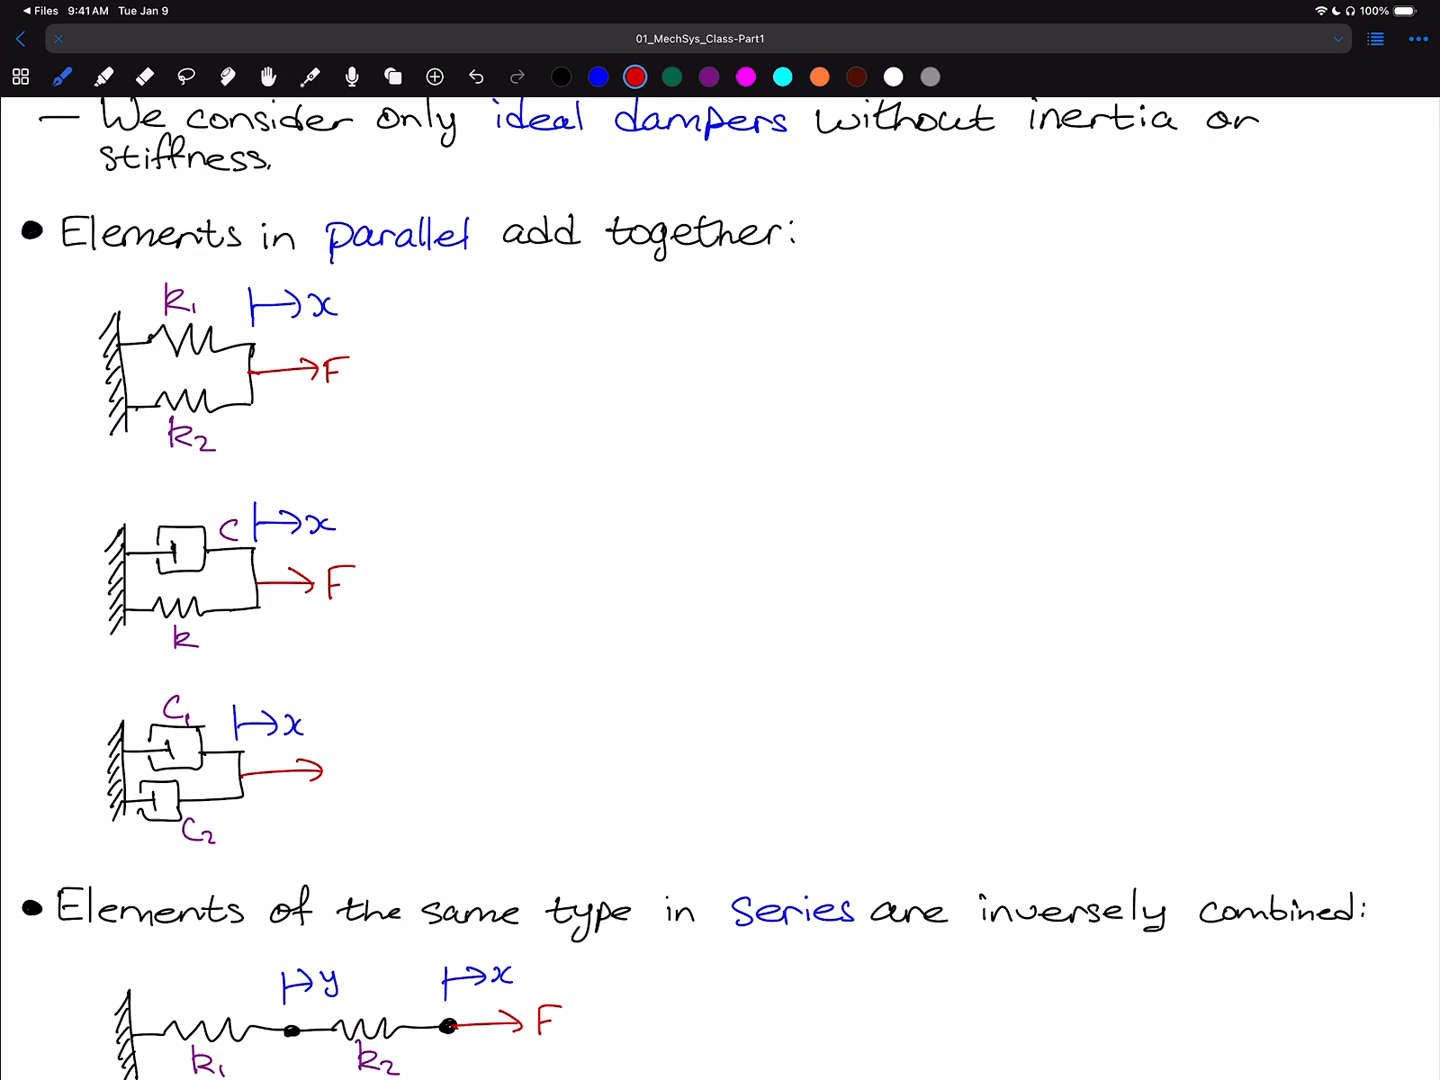 Files 9:41 AM Tue Jan 9 100%
01_MechSys_Class-Part1
— We consider only ideal dampers without inertia or
stiffness.
• Elements in parallel add together:
k₁ x
F
k₂
c x
F
k
c₁ x
c₂
• Elements of the same type in series are inversely combined:
y x
F
k₁ k₂